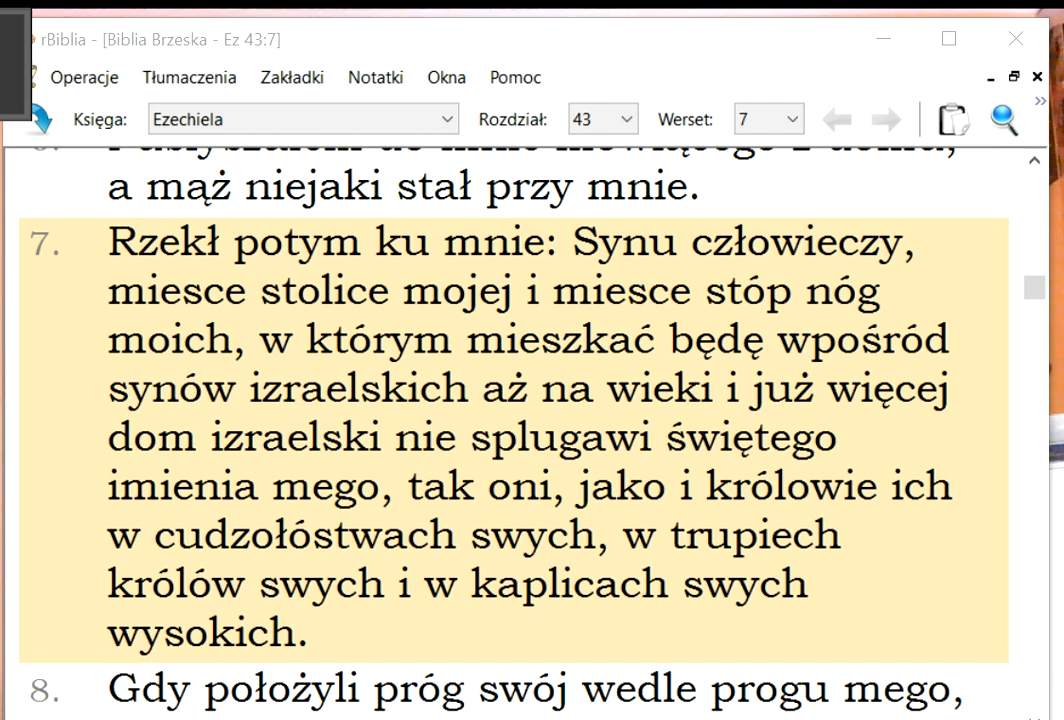 rBiblia - [Biblia Brzeska - Ez 43:7]
Operacje Tłumaczenia Zakładki Notatki Okna Pomoc
Księga: Ezechiela Rozdział: 43 Werset: 7
a mąż niejaki stał przy mnie.
7. Rzekł potym ku mnie: Synu człowieczy,
miesce stolice mojej i miesce stóp nóg
moich, w którym mieszkać będę wpośród
synów izraelskich aż na wieki i już więcej
dom izraelski nie splugawi świętego
imienia mego, tak oni, jako i królowie ich
w cudzołóstwach swych, w trupiech
królów swych i w kaplicach swych
wysokich.
8. Gdy położyli próg swój wedle progu mego,